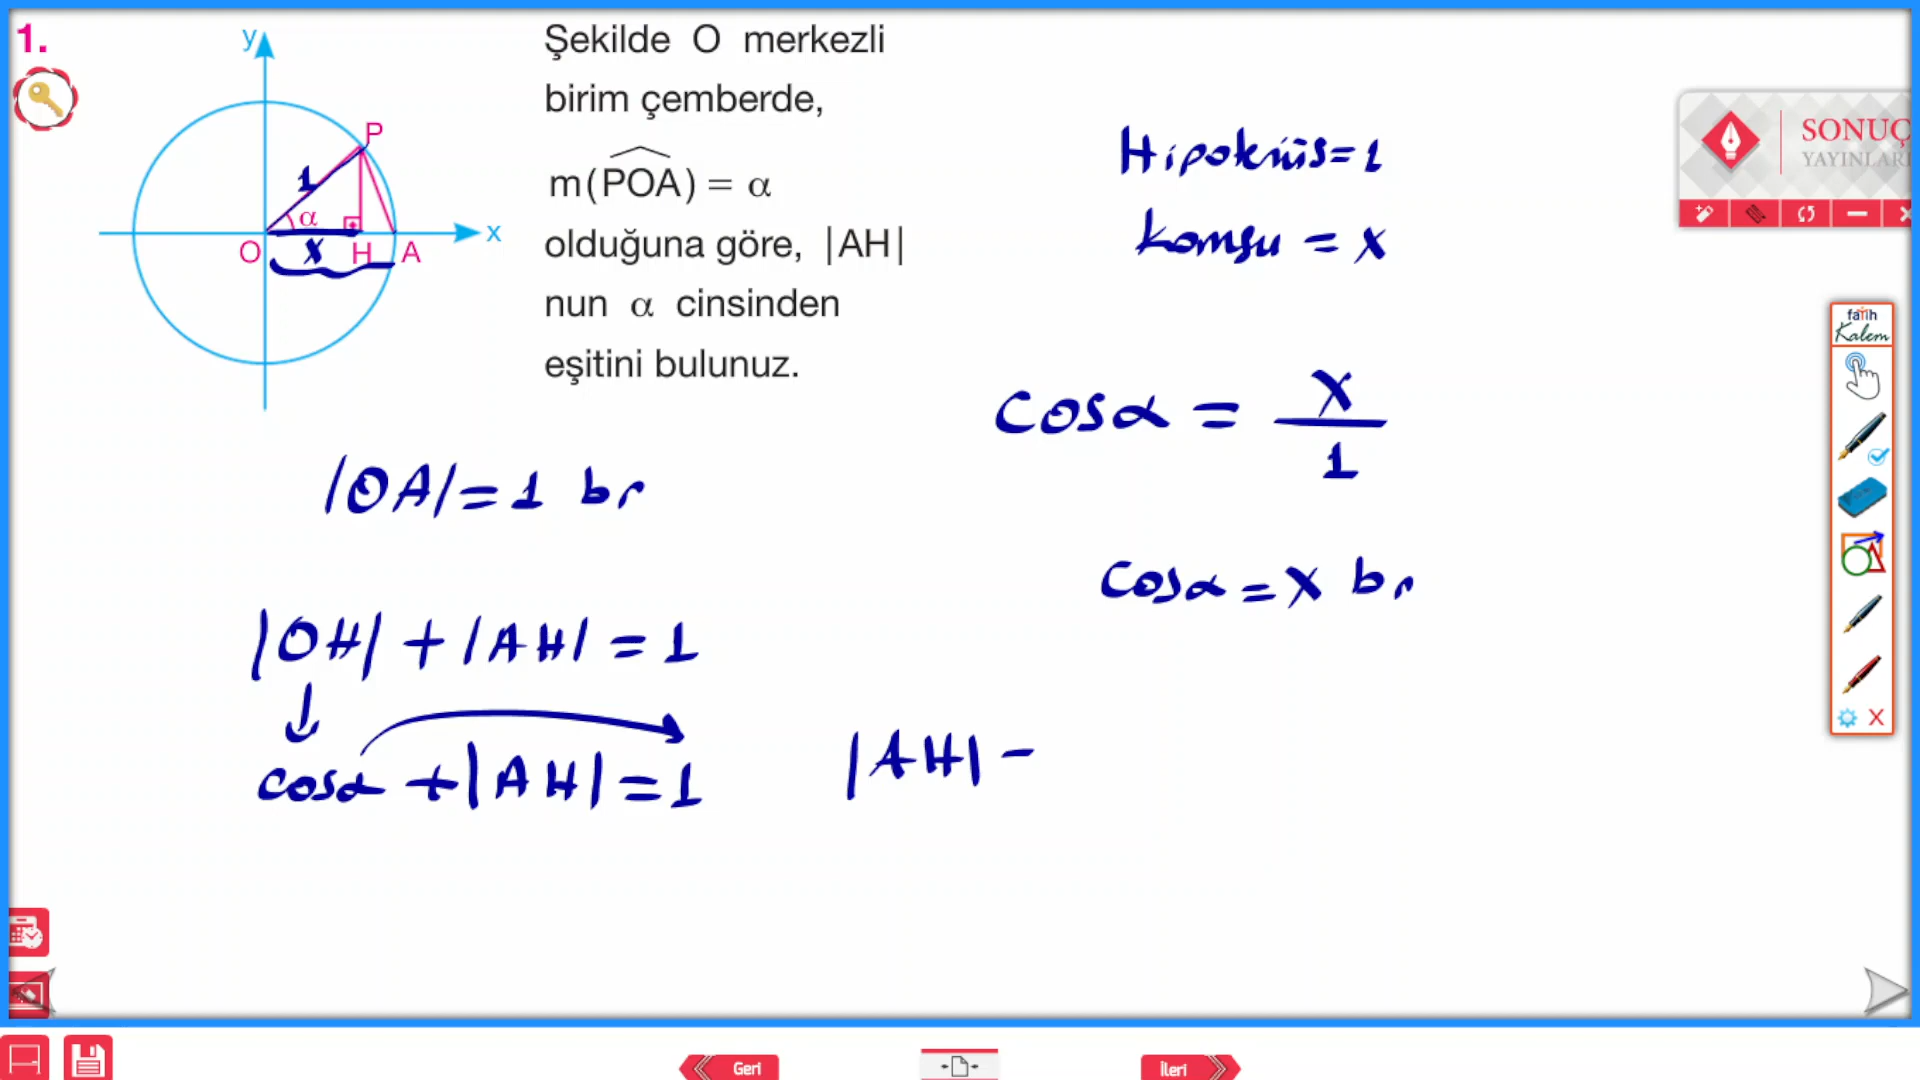 1.
y
P
1
α
x
O
x
H
A
Şekilde O merkezli
birim çemberde,
m(POA) = α
olduğuna göre, |AH|
nun α cinsinden
eşitini bulunuz.
Hipotenüs=1
Komşu = x
cosα = x
1
cosα = x br
|OA|=1 br
|OH| + |AH| = 1
cosα + |AH| = 1
|AH| -
SONUÇ
YAYINLARI
fatih
Kalem
X
Geri
İleri